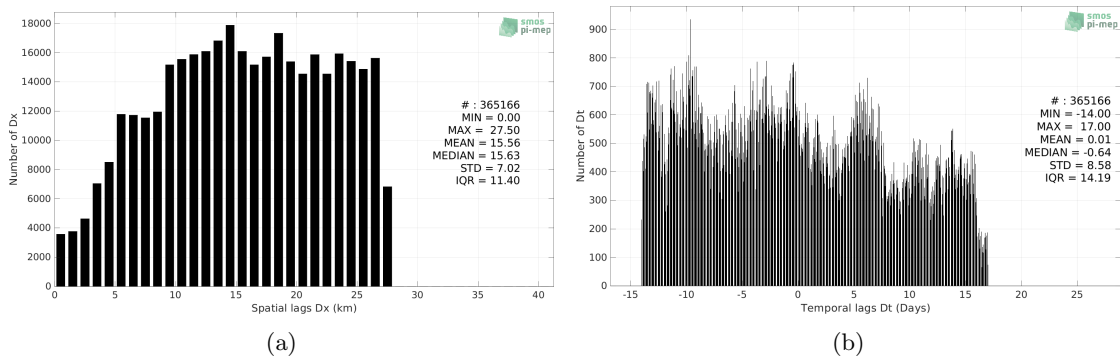 18000
16000
14000
12000
10000
8000
6000
4000
2000
0
Number of Dx
0 5 10 15 20 25 30 35 40
Spatial lags Dx (km)
smos
pi-mep
# : 365166
MIN = 0.00
MAX = 27.50
MEAN = 15.56
MEDIAN = 15.63
STD = 7.02
IQR = 11.40
(a)
900
800
700
600
500
400
300
200
100
0
Number of Dt
-15 -10 -5 0 5 10 15 20 25
Temporal lags Dt (Days)
smos
pi-mep
# : 365166
MIN = -14.00
MAX = 17.00
MEAN = 0.01
MEDIAN = -0.64
STD = 8.58
IQR = 14.19
(b)